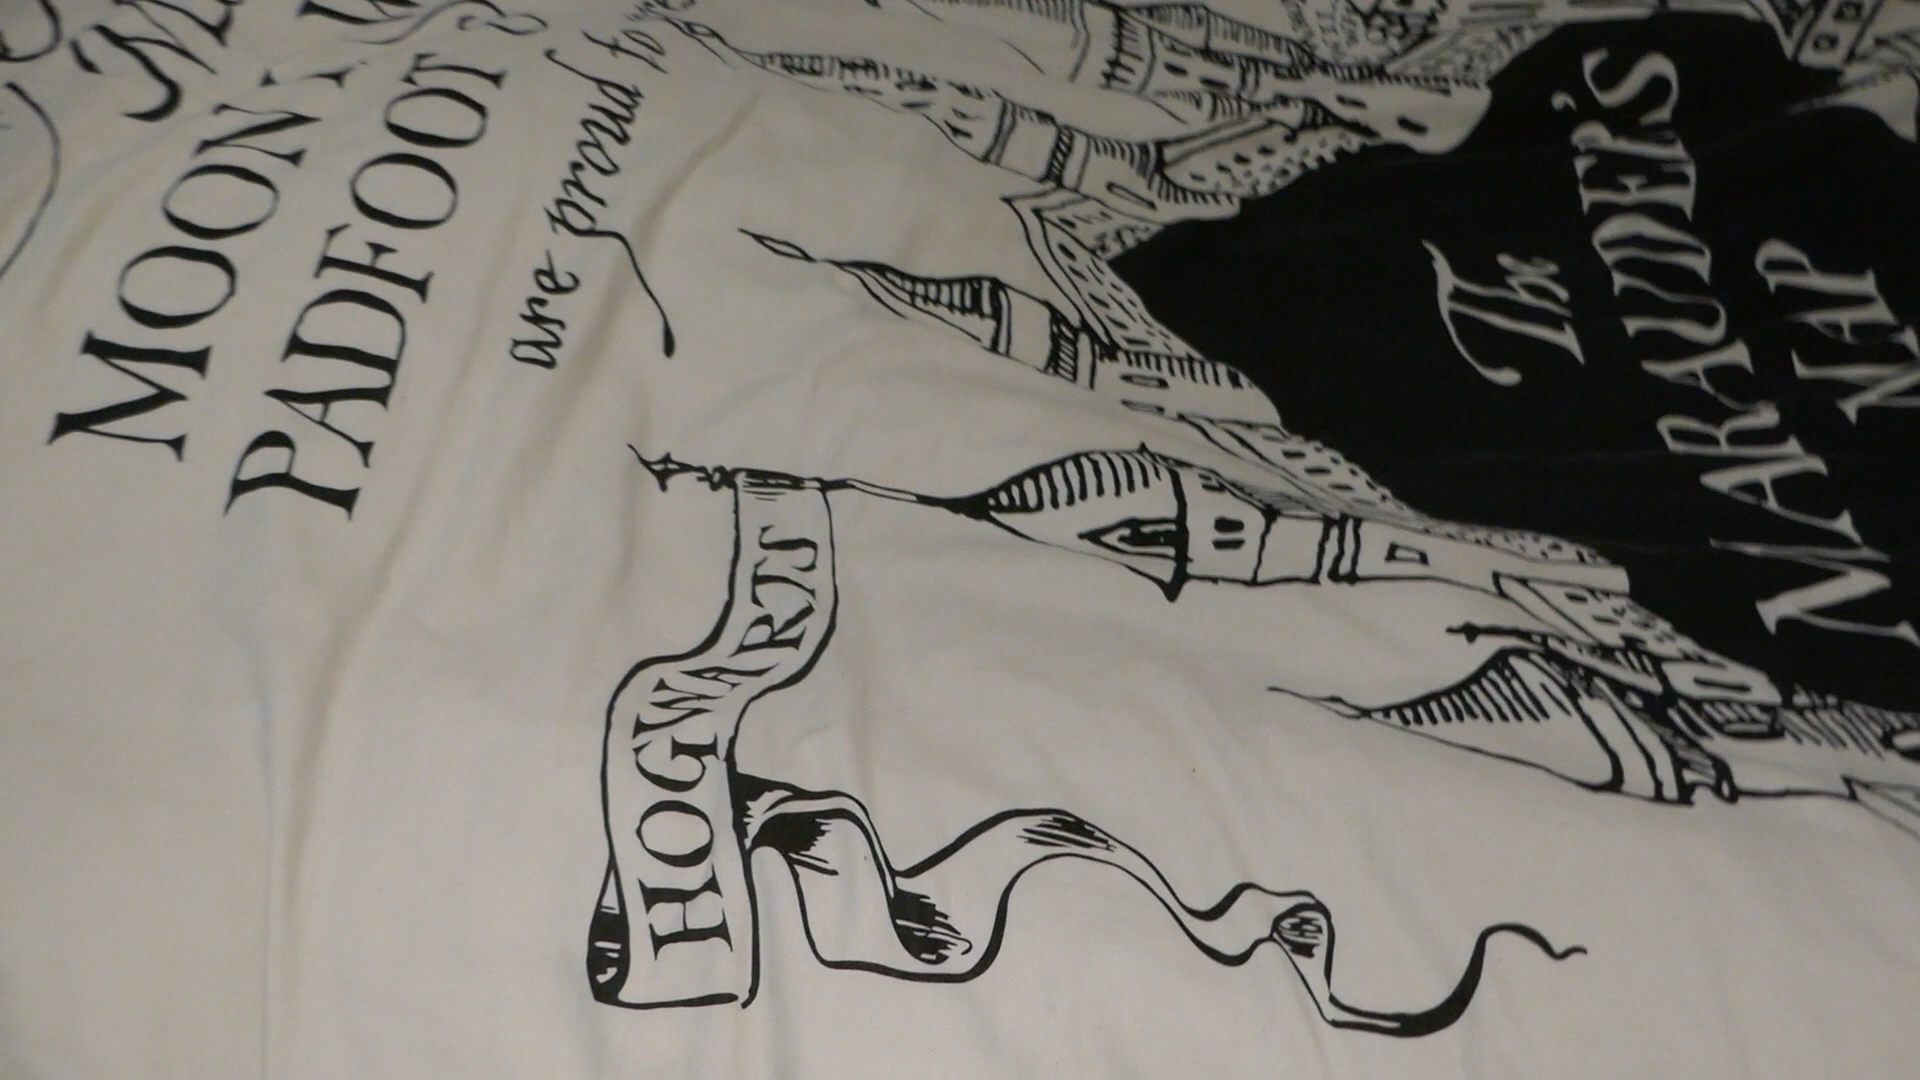 MOON
PADFOOT
are proud to
HOGWARTS
The
MARAUDER'S
MAP